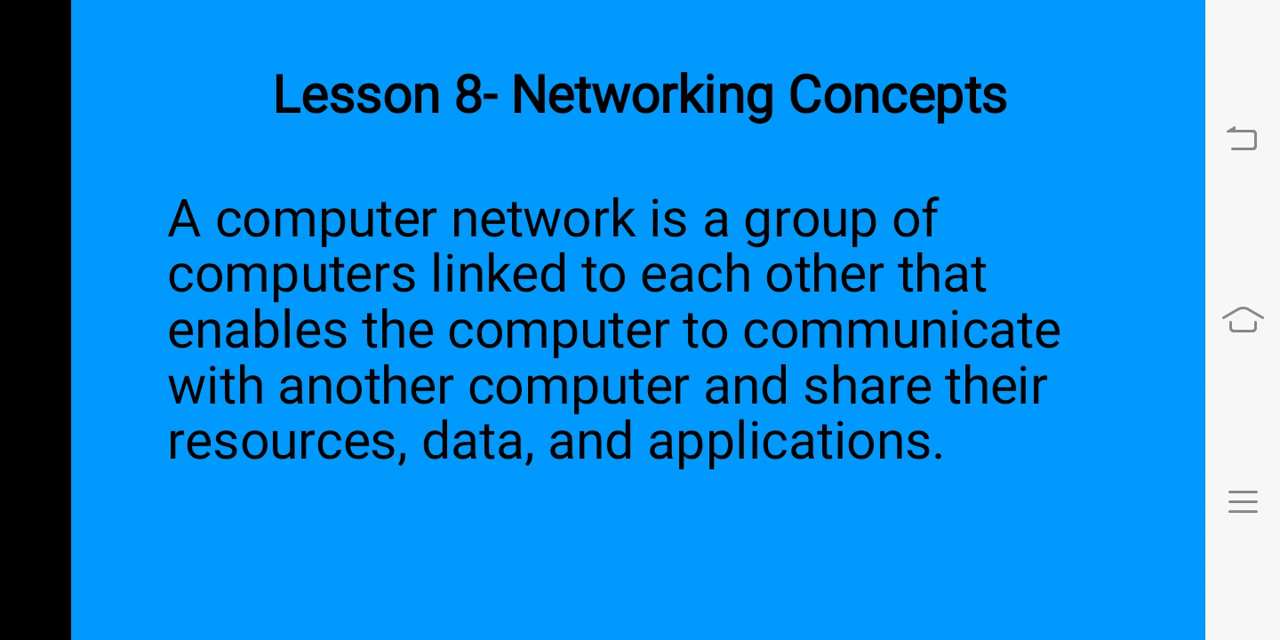 Lesson 8- Networking Concepts
A computer network is a group of
computers linked to each other that
enables the computer to communicate
with another computer and share their
resources, data, and applications.